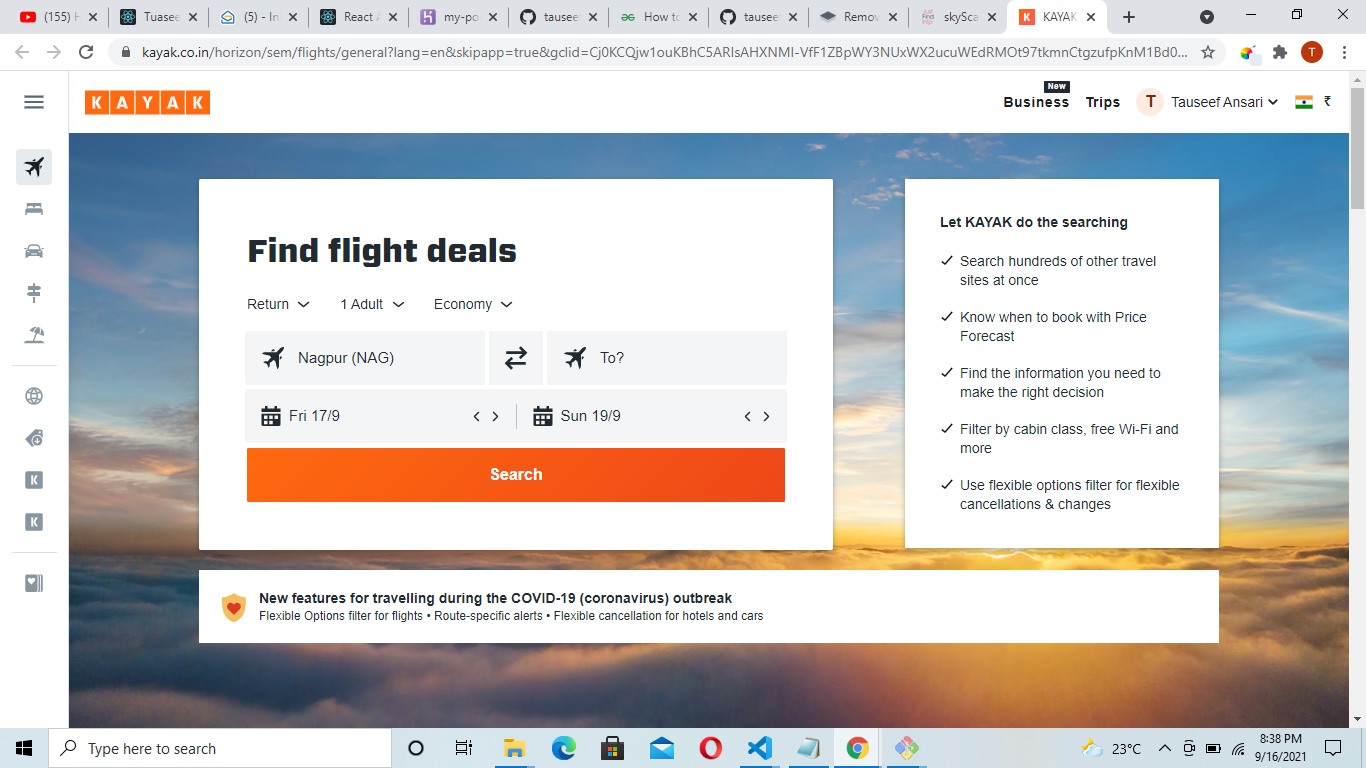 (155) H
Tuasee
(5) - In
React A
my-po
tausee
How to
tausee
Remov
skySca
KAYAK
kayak.co.in/horizon/sem/flights/general?lang=en&skipapp=true&gclid=Cj0KCQjw1ouKBhC5ARIsAHXNMI-VfF1ZBpWY3NUxWX2ucuWEdRMOt97tkmnCtgzufpKnM1Bd0...
T
KAYAK
New
Business
Trips
T
Tauseef Ansari
₹
Find flight deals
Return
1 Adult
Economy
Nagpur (NAG)
To?
Fri 17/9
Sun 19/9
Search
Let KAYAK do the searching
Search hundreds of other travel
sites at once
Know when to book with Price
Forecast
Find the information you need to
make the right decision
Filter by cabin class, free Wi-Fi and
more
Use flexible options filter for flexible
cancellations & changes
K
K
New features for travelling during the COVID-19 (coronavirus) outbreak
Flexible Options filter for flights • Route-specific alerts • Flexible cancellation for hotels and cars
Type here to search
23°C
8:38 PM
9/16/2021